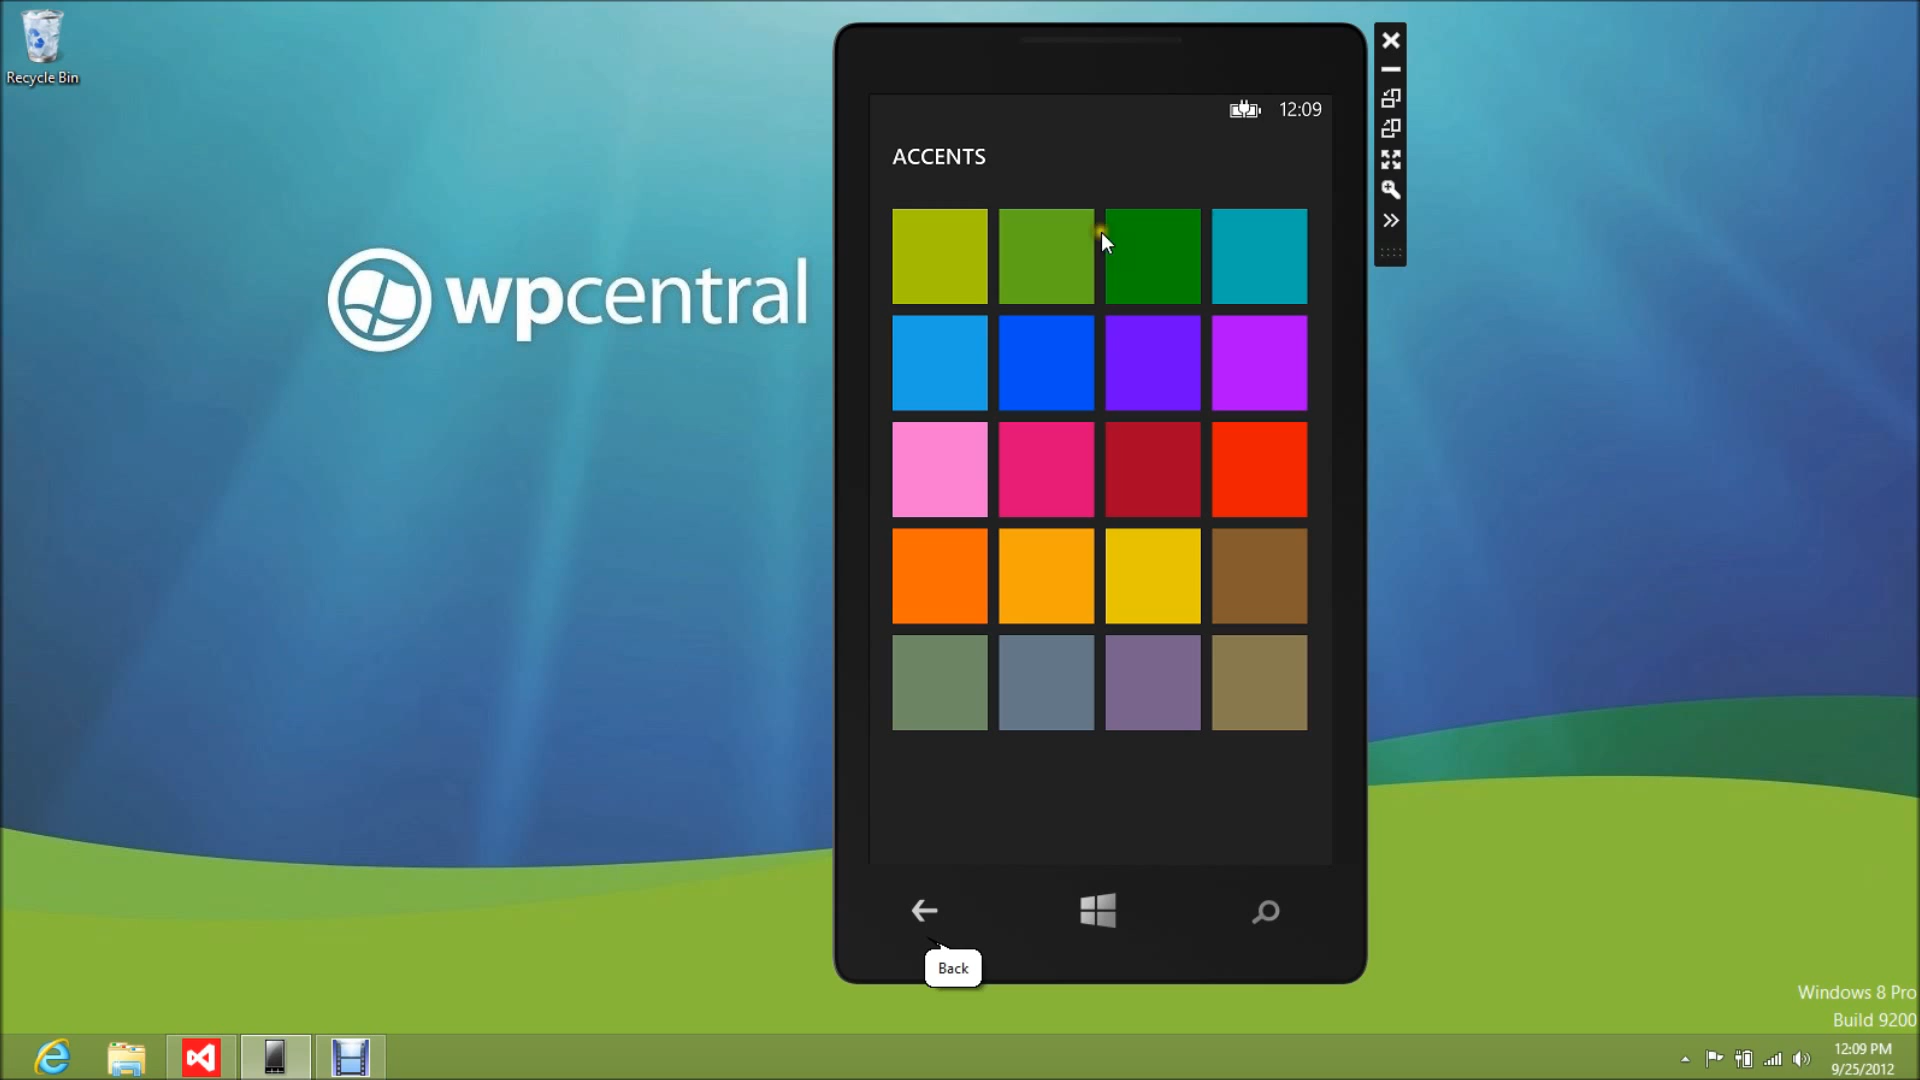 Recycle Bin
wpcentral
12:09
ACCENTS
Back
Windows 8 Pro
Build 9200
12:09 PM
9/25/2012